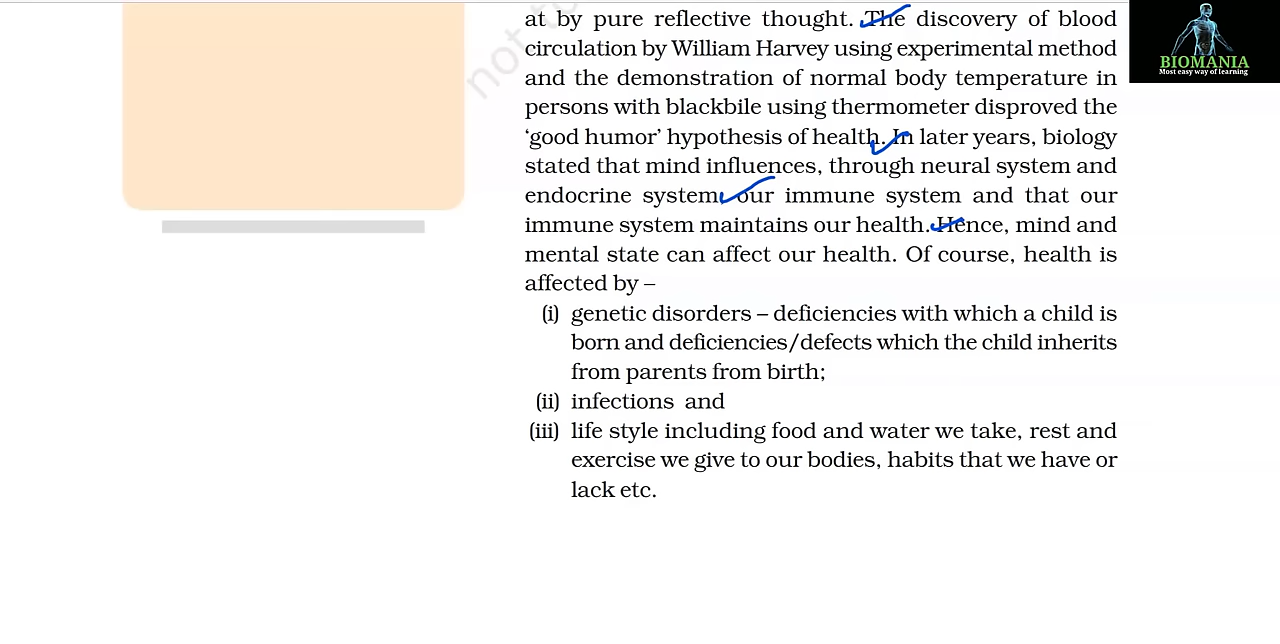 at by pure reflective thought. The discovery of blood
circulation by William Harvey using experimental method
and the demonstration of normal body temperature in
persons with blackbile using thermometer disproved the
‘good humor’ hypothesis of health. In later years, biology
stated that mind influences, through neural system and
endocrine system, our immune system and that our
immune system maintains our health. Hence, mind and
mental state can affect our health. Of course, health is
affected by –
(i) genetic disorders – deficiencies with which a child is
born and deficiencies/defects which the child inherits
from parents from birth;
(ii) infections and
(iii) life style including food and water we take, rest and
exercise we give to our bodies, habits that we have or
lack etc.
not to
BIOMANIA
Most easy way of learning